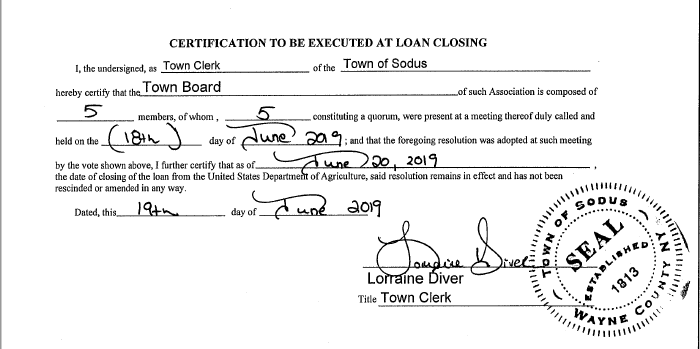 CERTIFICATION TO BE EXECUTED AT LOAN CLOSING
I, the undersigned, as Town Clerk of the Town of Sodus
hereby certify that the Town Board of such Association is composed of
5 members, of whom , 5 constituting a quorum, were present at a meeting thereof duly called and
held on the (18th) day of June 2019 ; and that the foregoing resolution was adopted at such meeting
by the vote shown above, I further certify that as of June 20, 2019 ,
the date of closing of the loan from the United States Department of Agriculture, said resolution remains in effect and has not been
rescinded or amended in any way.
Dated, this 19th day of June 2019
Lorraine Diver
Lorraine Diver
Title Town Clerk
TOWN OF SODUS
SEAL
ESTABLISHED
1813
WAYNE COUNTY NY